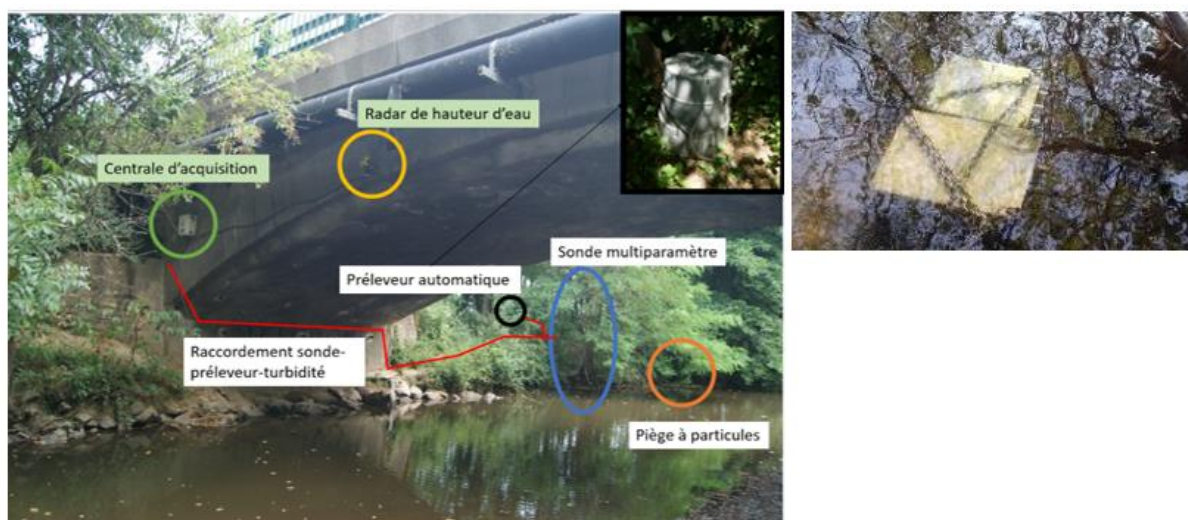 Radar de hauteur d'eau
Centrale d'acquisition
Sonde multiparamètre
Préleveur automatique
Raccordement sonde-
préleveur-turbidité
Piège à particules